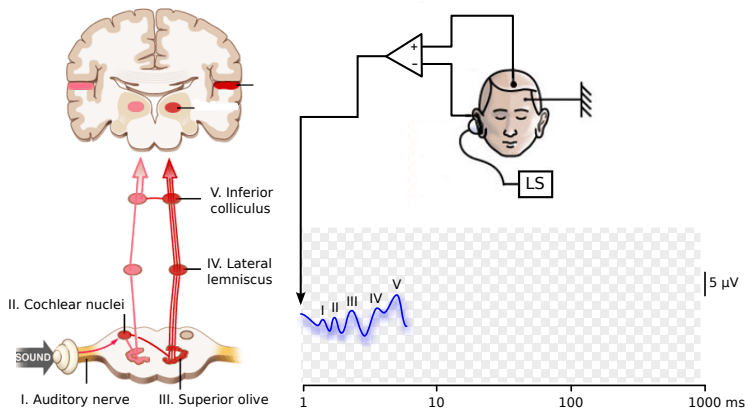 +
−
LS
V. Inferior
colliculus
IV. Lateral
lemniscus
II. Cochlear nuclei
SOUND
I. Auditory nerve
III. Superior olive
5 μV
I II III IV V
1 10 100 1000 ms